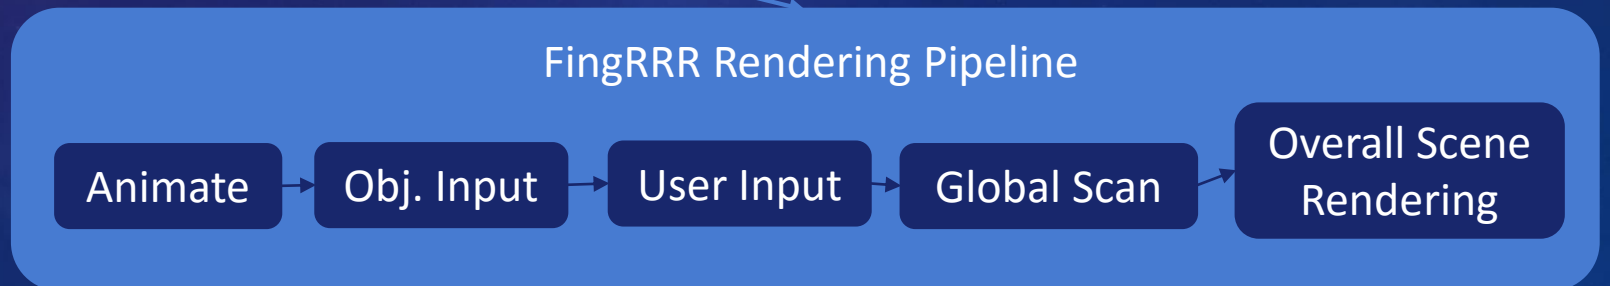 FingRRR Rendering Pipeline
Animate
Obj. Input
User Input
Global Scan
Overall Scene
Rendering